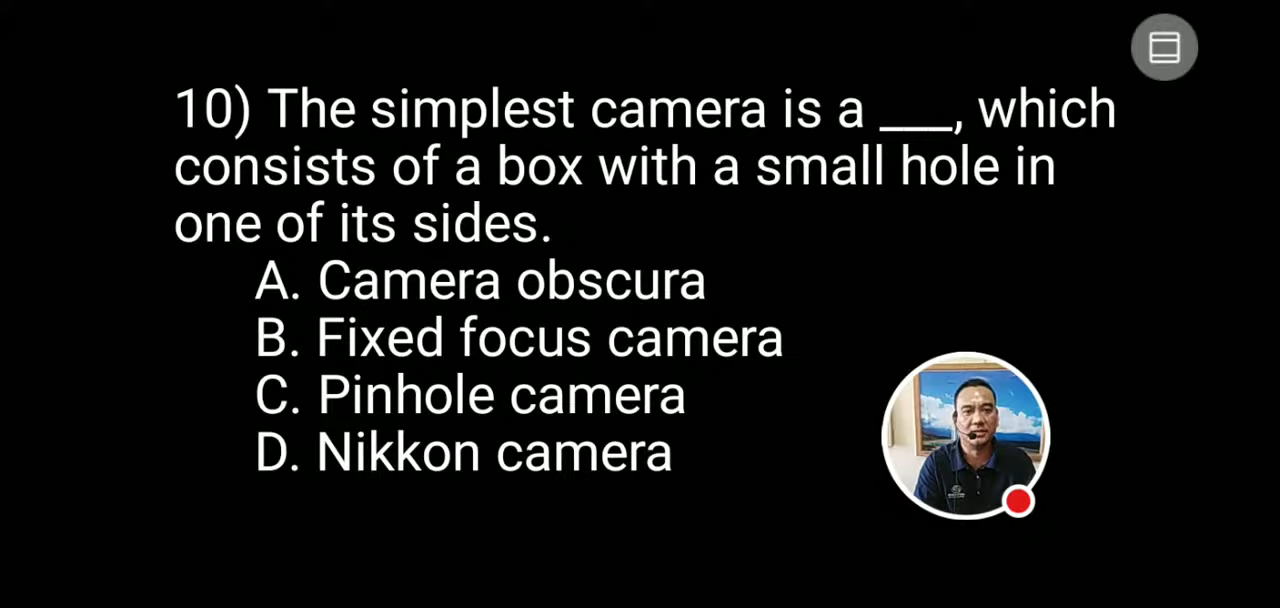 10) The simplest camera is a ___, which
consists of a box with a small hole in
one of its sides.
A. Camera obscura
B. Fixed focus camera
C. Pinhole camera
D. Nikkon camera